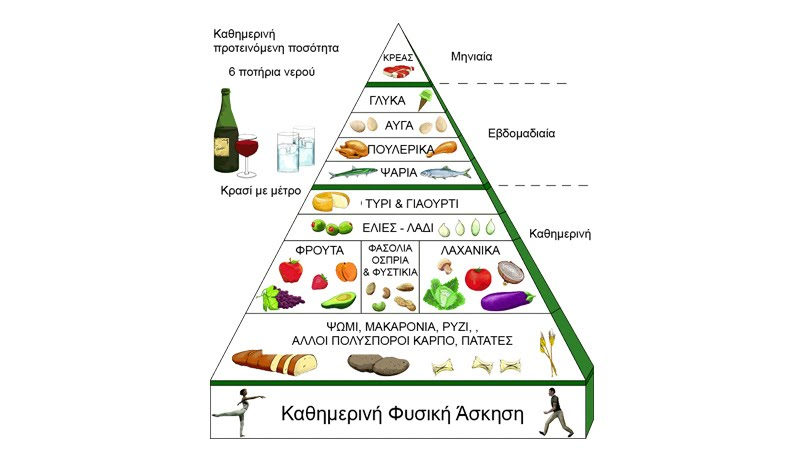 Καθημερινή
προτεινόμενη ποσότητα
6 ποτήρια νερού
Κρασί με μέτρο
ΚΡΕΑΣ
Μηνιαία
ΓΛΥΚΑ
ΑΥΓΑ
Εβδομαδιαία
ΠΟΥΛΕΡΙΚΑ
ΨΑΡΙΑ
ΤΥΡΙ & ΓΙΑΟΥΡΤΙ
ΕΛΙΕΣ - ΛΑΔΙ
Καθημερινή
ΦΡΟΥΤΑ
ΦΑΣΟΛΙΑ
ΟΣΠΡΙΑ
& ΦΥΣΤΙΚΙΑ
ΛΑΧΑΝΙΚΑ
ΨΩΜΙ, ΜΑΚΑΡΟΝΙΑ, ΡΥΖΙ, ,
ΑΛΛΟΙ ΠΟΛΥΣΠΟΡΟΙ ΚΑΡΠΟ, ΠΑΤΑΤΕΣ
Καθημερινή Φυσική Άσκηση